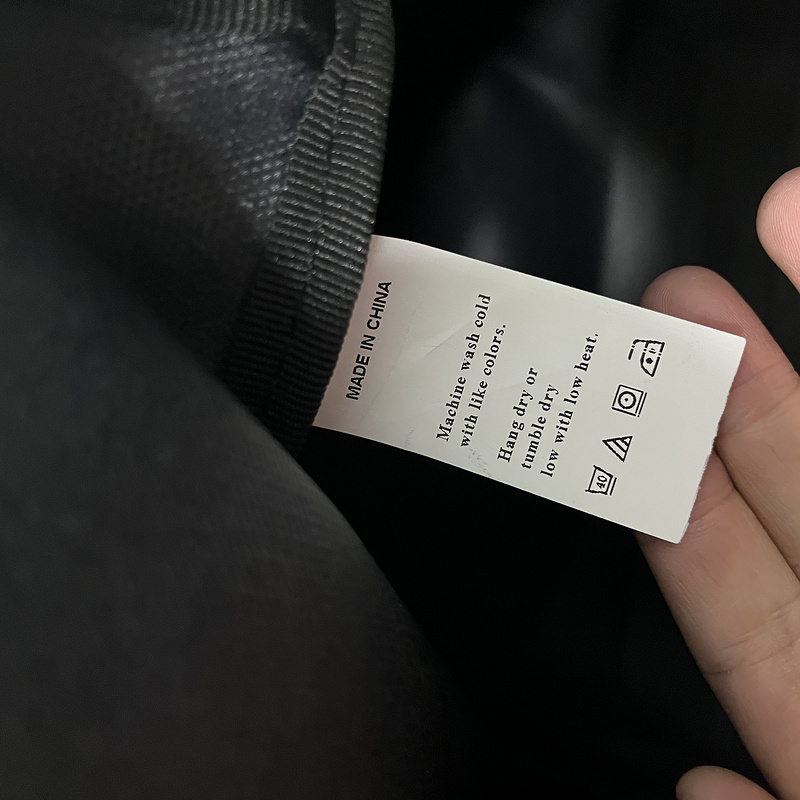 MADE IN CHINA
Machine wash cold
with like colors.
Hang dry or
tumble dry
low with low heat.
40